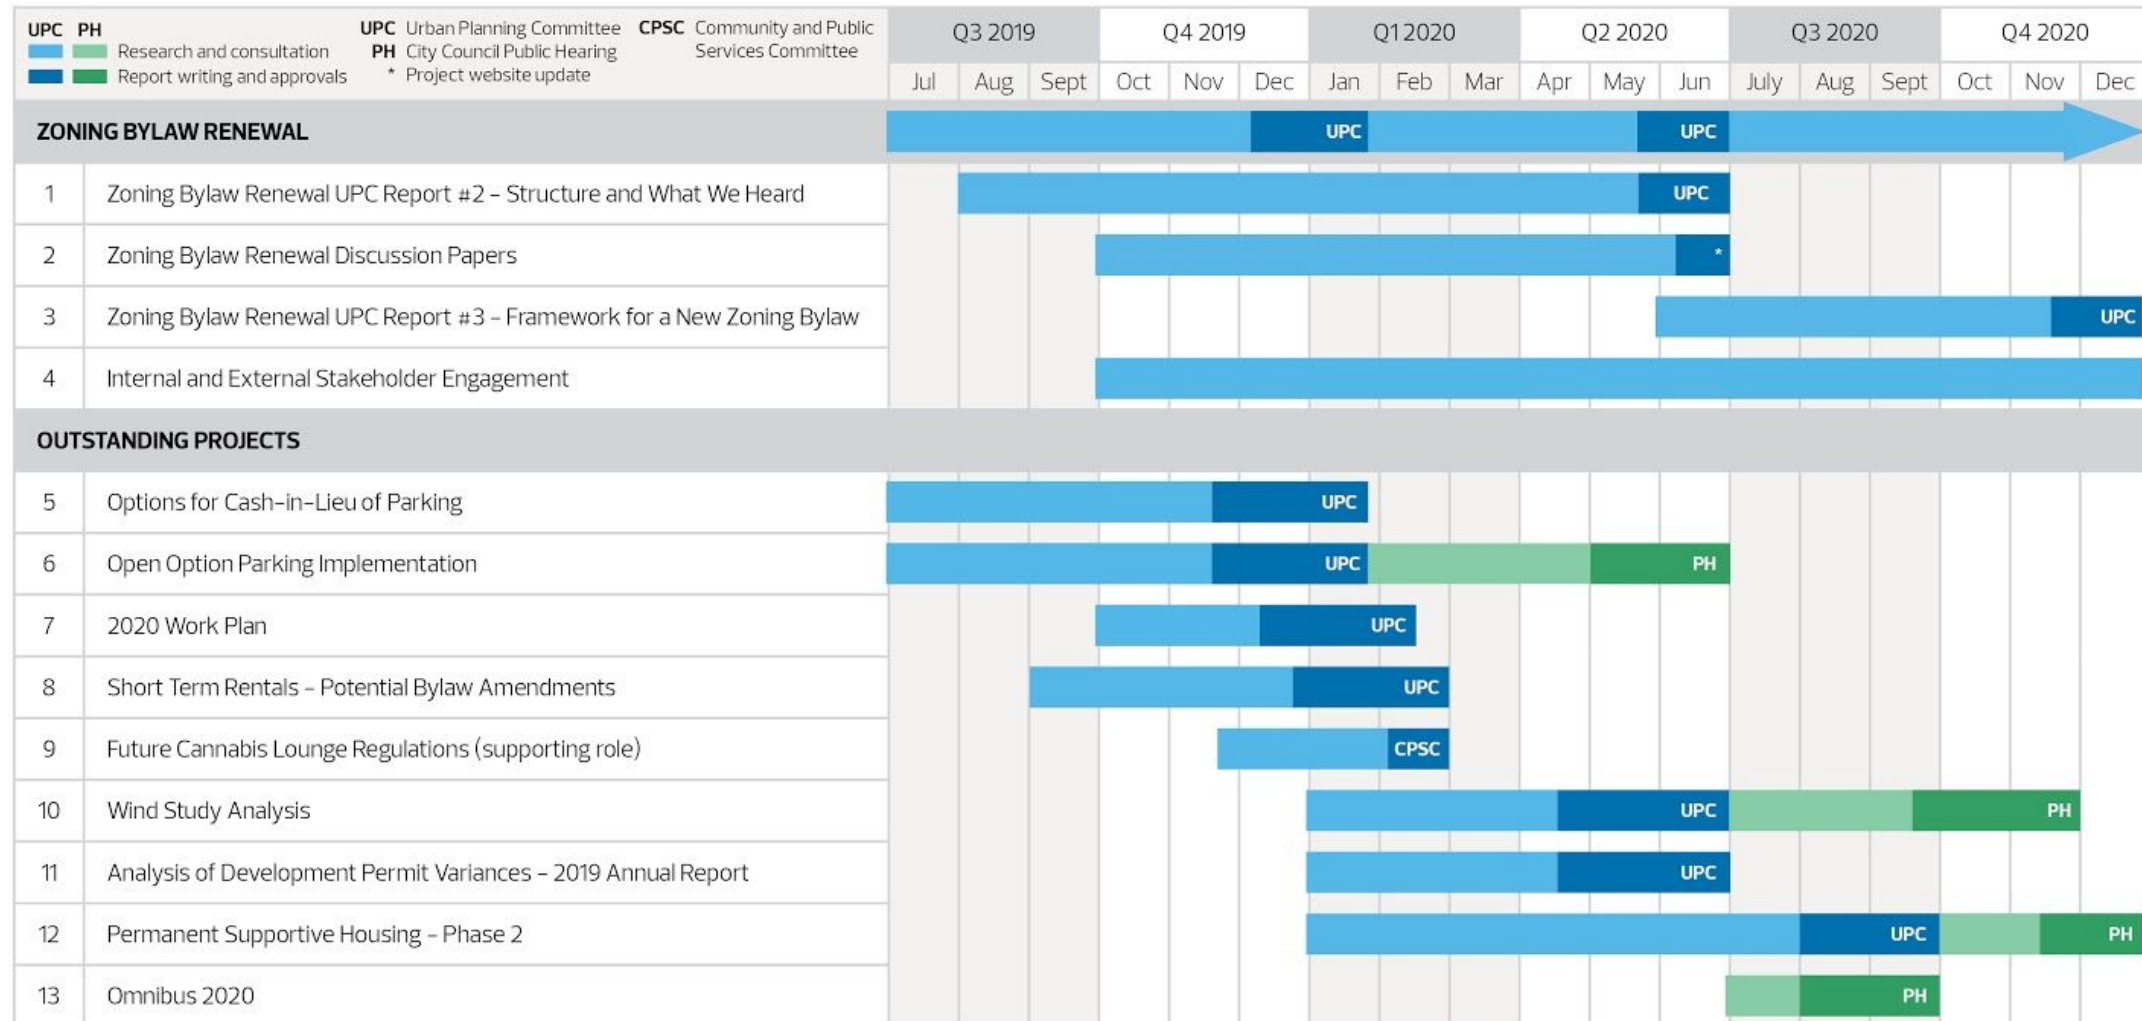 UPC PH
Research and consultation
Report writing and approvals
UPC Urban Planning Committee
PH City Council Public Hearing
* Project website update
CPSC Community and Public
Services Committee
Q3 2019 Q4 2019 Q1 2020 Q2 2020 Q3 2020 Q4 2020
Jul Aug Sept Oct Nov Dec Jan Feb Mar Apr May Jun July Aug Sept Oct Nov Dec
ZONING BYLAW RENEWAL UPC UPC
1 Zoning Bylaw Renewal UPC Report #2 – Structure and What We Heard UPC
2 Zoning Bylaw Renewal Discussion Papers *
3 Zoning Bylaw Renewal UPC Report #3 – Framework for a New Zoning Bylaw UPC
4 Internal and External Stakeholder Engagement
OUTSTANDING PROJECTS
5 Options for Cash-in-Lieu of Parking UPC
6 Open Option Parking Implementation UPC PH
7 2020 Work Plan UPC
8 Short Term Rentals – Potential Bylaw Amendments UPC
9 Future Cannabis Lounge Regulations (supporting role) CPSC
10 Wind Study Analysis UPC PH
11 Analysis of Development Permit Variances – 2019 Annual Report UPC
12 Permanent Supportive Housing – Phase 2 UPC PH
13 Omnibus 2020 PH